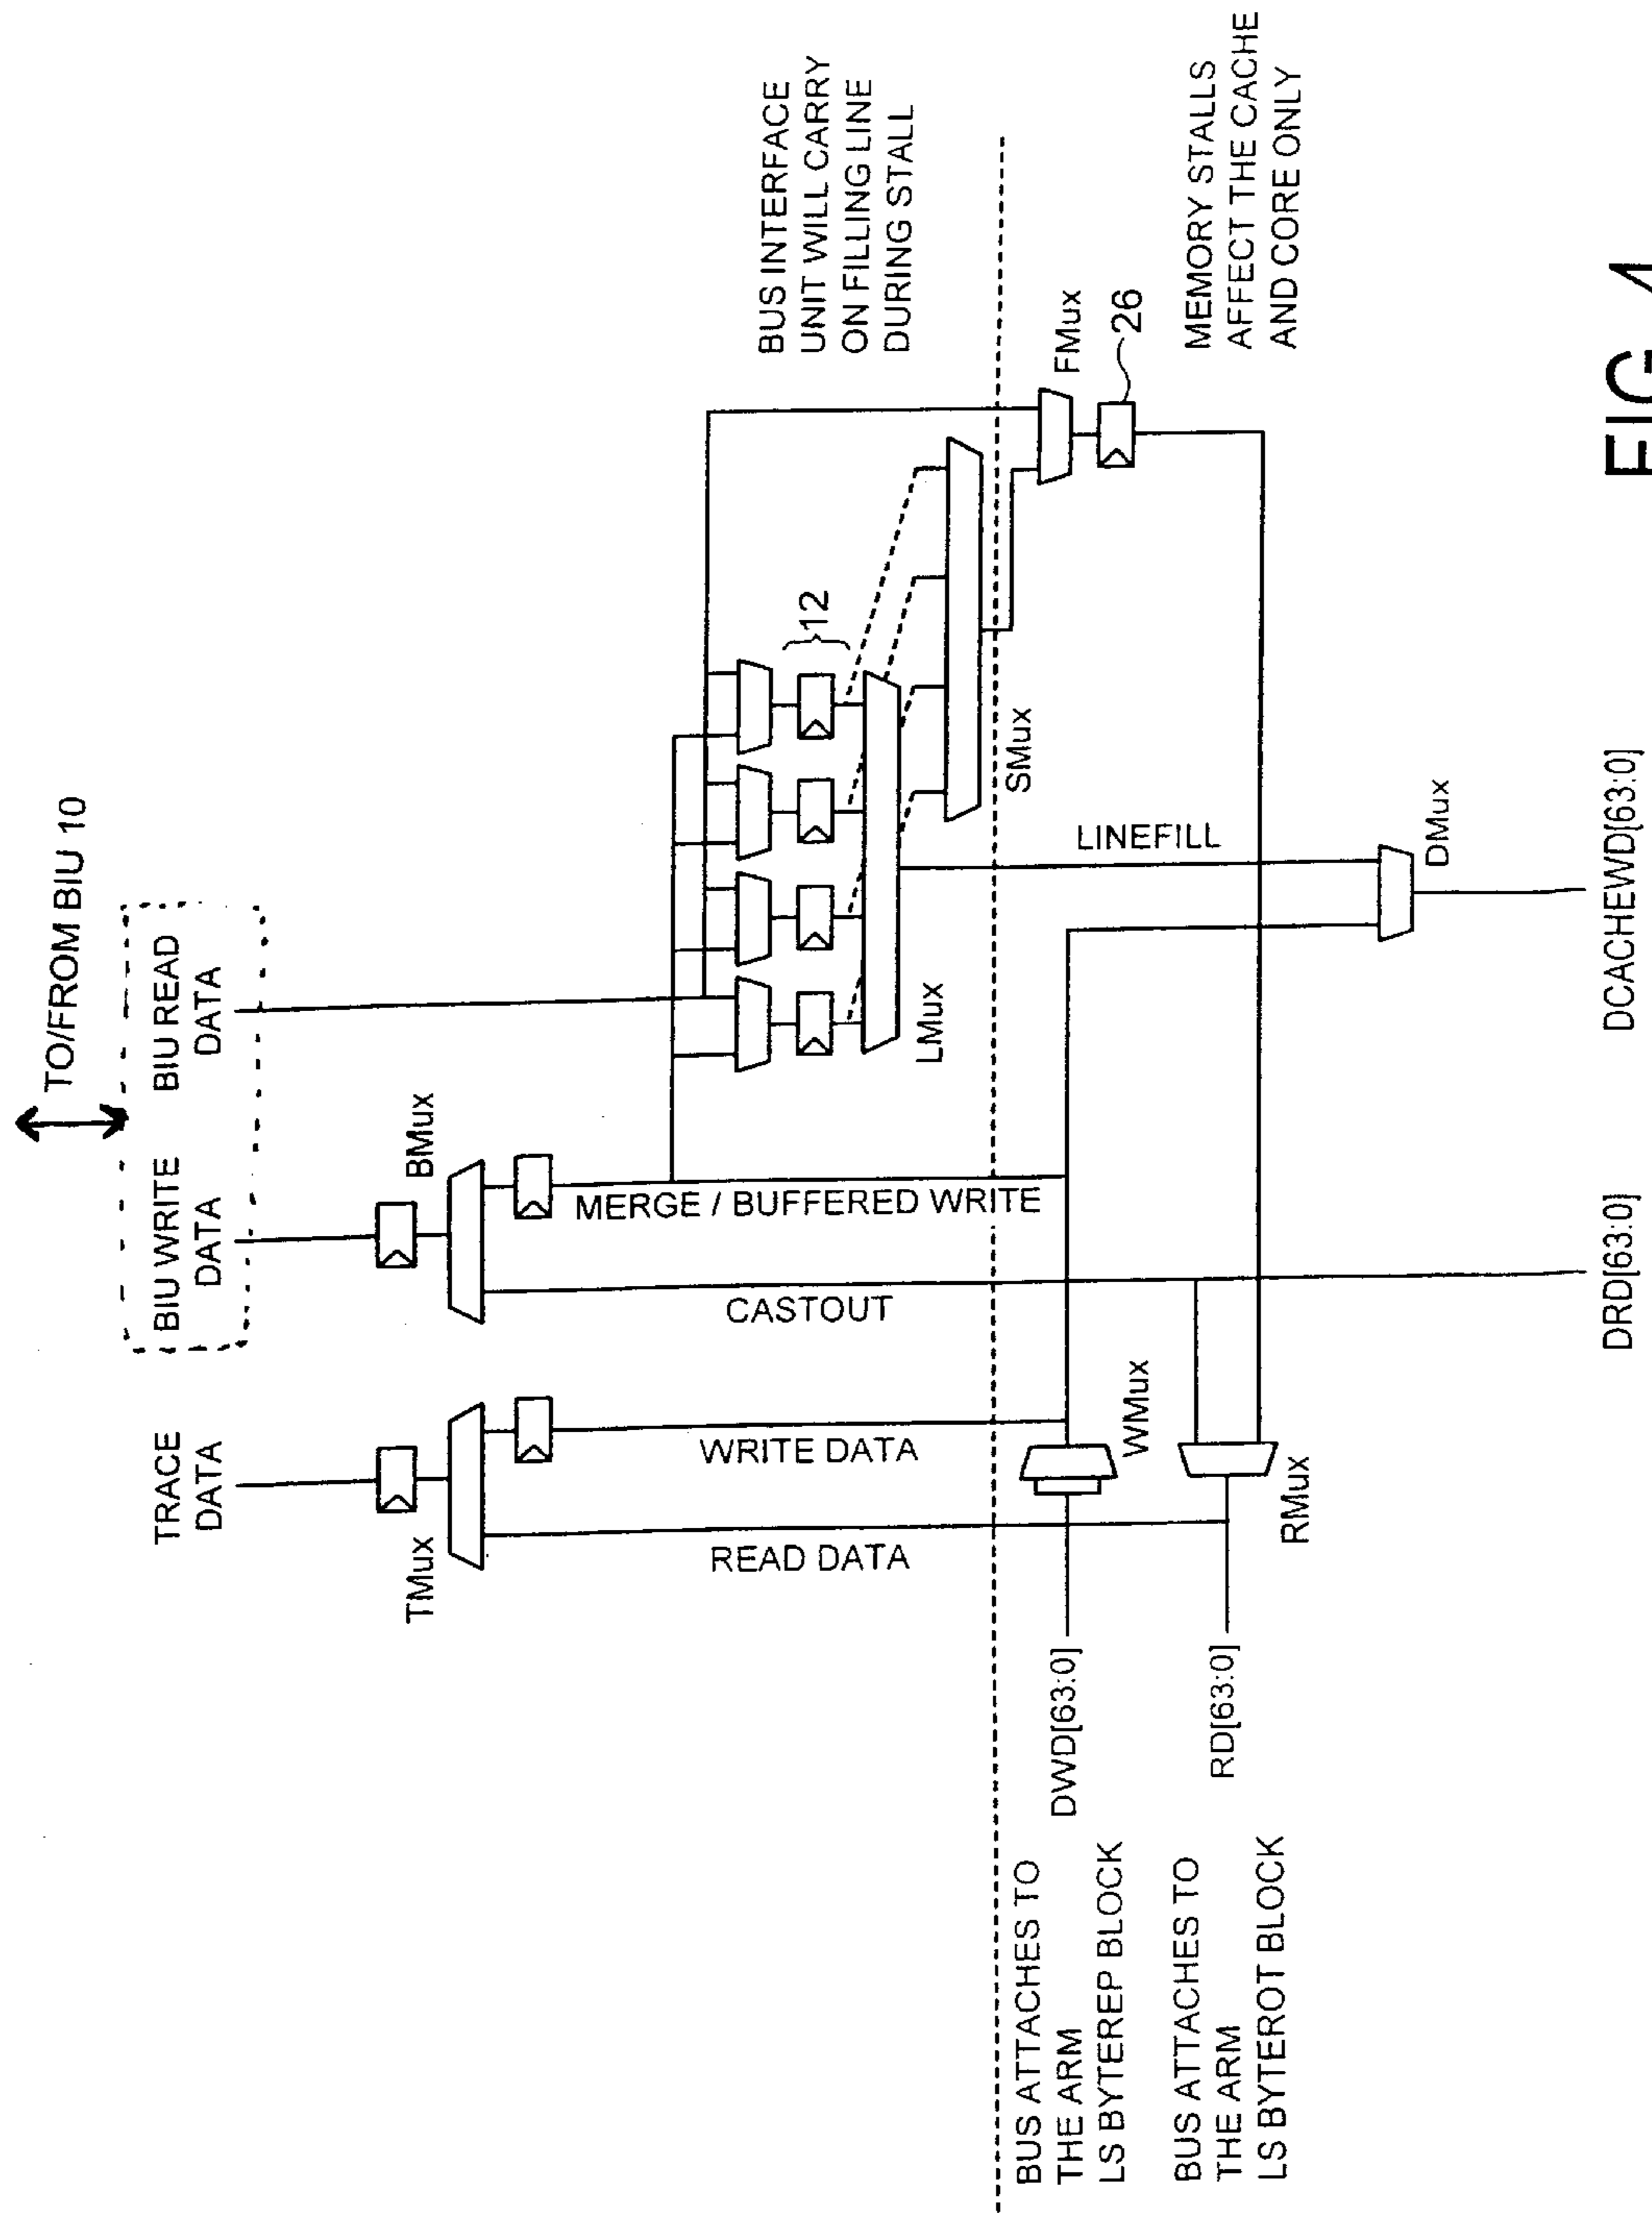 TO/FROM BIU 10
TRACE
DATA
BIU WRITE
DATA
BIU READ
DATA
TMux
BMux
READ DATA
WRITE DATA
CASTOUT
MERGE / BUFFERED WRITE
12
LMux
SMux
BUS INTERFACE
UNIT WILL CARRY
ON FILLING LINE
DURING STALL
BUS ATTACHES TO
THE ARM
LS BYTEREP BLOCK
DWD[63:0]
WMux
LINEFILL
FMux
26
MEMORY STALLS
AFFECT THE CACHE
AND CORE ONLY
BUS ATTACHES TO
THE ARM
LS BYTEROT BLOCK
RD[63:0]
RMux
DMux
DRD[63:0]
DCACHEWD[63:0]
FIG. 4